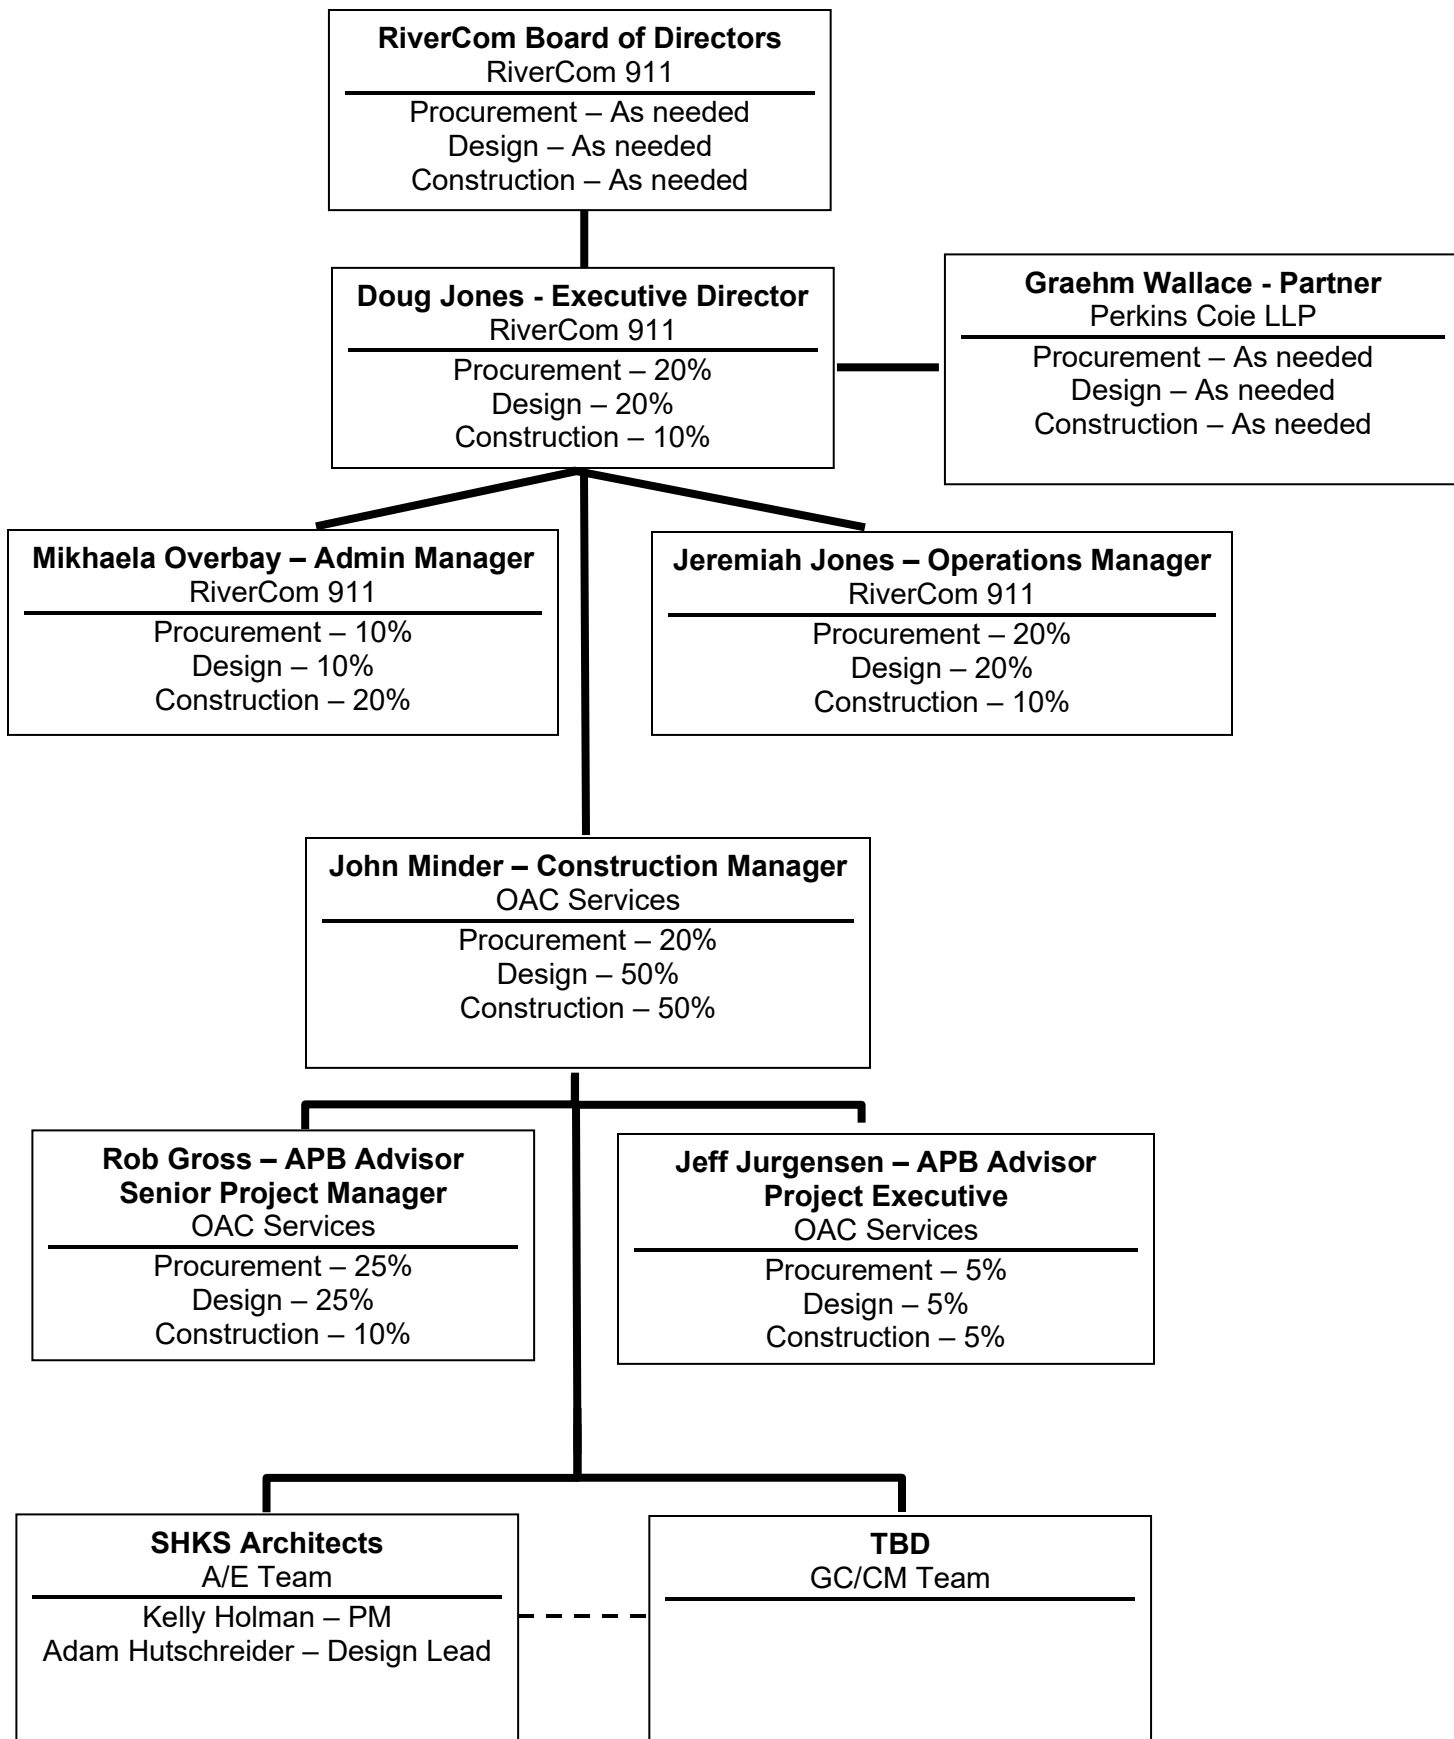 RiverCom Board of Directors
RiverCom 911
Procurement – As needed
Design – As needed
Construction – As needed
Doug Jones - Executive Director
RiverCom 911
Procurement – 20%
Design – 20%
Construction – 10%
Graehm Wallace - Partner
Perkins Coie LLP
Procurement – As needed
Design – As needed
Construction – As needed
Mikhaela Overbay – Admin Manager
RiverCom 911
Procurement – 10%
Design – 10%
Construction – 20%
Jeremiah Jones – Operations Manager
RiverCom 911
Procurement – 20%
Design – 20%
Construction – 10%
John Minder – Construction Manager
OAC Services
Procurement – 20%
Design – 50%
Construction – 50%
Rob Gross – APB Advisor
Senior Project Manager
OAC Services
Procurement – 25%
Design – 25%
Construction – 10%
Jeff Jurgensen – APB Advisor
Project Executive
OAC Services
Procurement – 5%
Design – 5%
Construction – 5%
SHKS Architects
A/E Team
Kelly Holman – PM
Adam Hutschreider – Design Lead
TBD
GC/CM Team